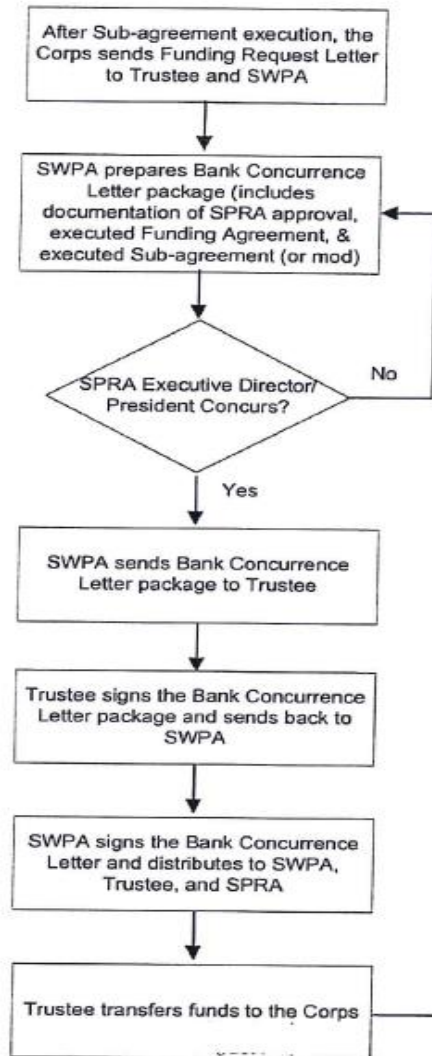 After Sub-agreement execution, the
Corps sends Funding Request Letter
to Trustee and SWPA
SWPA prepares Bank Concurrence
Letter package (includes
documentation of SPRA approval,
executed Funding Agreement, &
executed Sub-agreement (or mod)
SPRA Executive Director/
President Concurs?
No
Yes
SWPA sends Bank Concurrence
Letter package to Trustee
Trustee signs the Bank Concurrence
Letter package and sends back to
SWPA
SWPA signs the Bank Concurrence
Letter and distributes to SWPA,
Trustee, and SPRA
Trustee transfers funds to the Corps